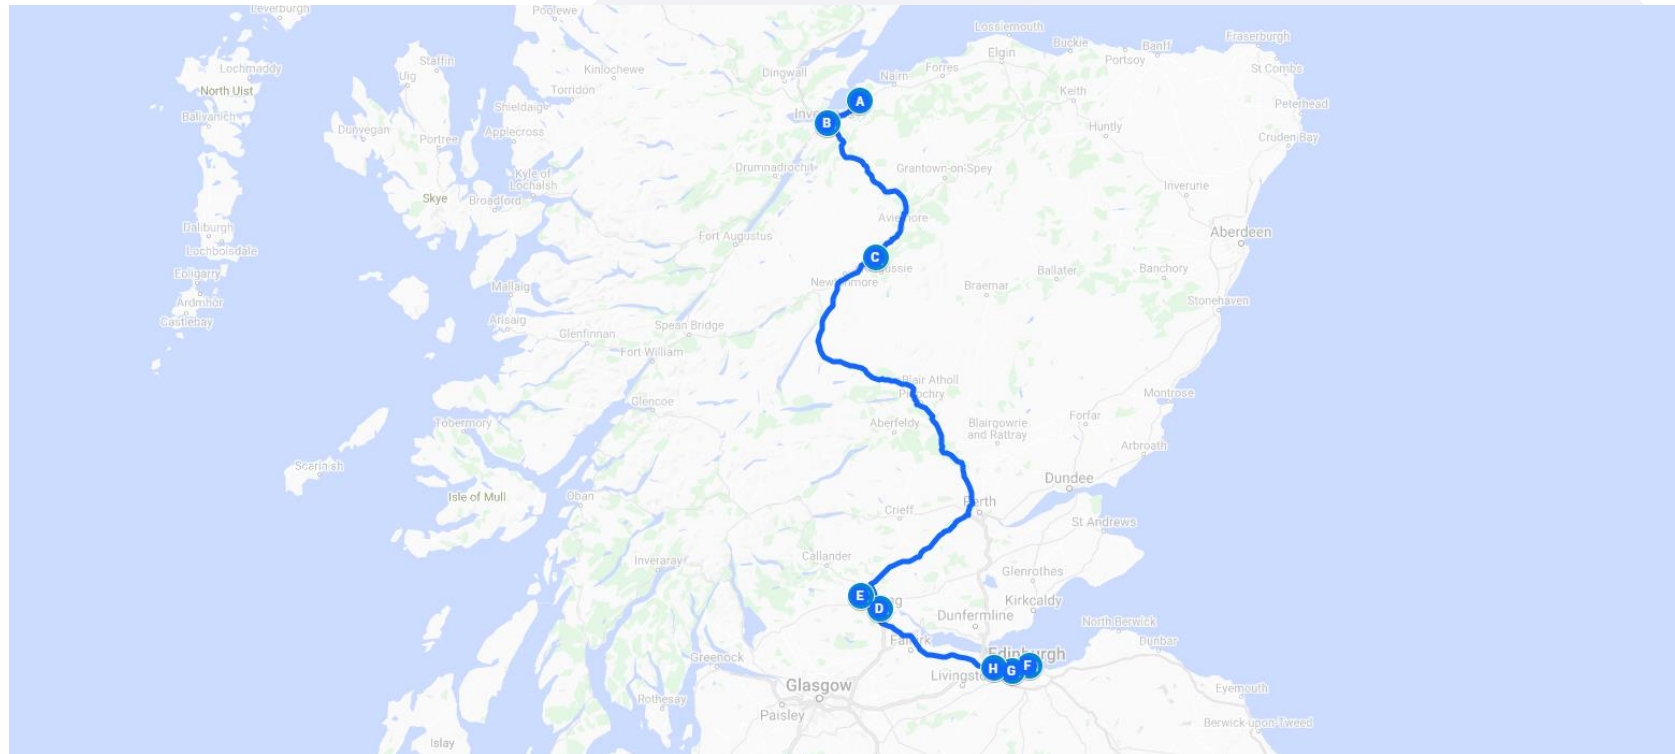 Leverburgh
Poolewe
Lossiemouth
Fraserburgh
Buckie
Banff
Elgin
Portsoy
Staffin
Lochmaddy
Uig
Kinlochewe
Dingwall
Nairn
Forres
St Combs
North Uist
Torridon
Keith
A
Peterhead
Balivanich
Shieldaig
B
Huntly
Dunvegan
Portree
Applecross
Cruden Bay
Drumnadrochit
Grantown-on-Spey
Kyle of
Lochalsh
Inverurie
Skye
Broadford
Daliburgh
Fort Augustus
Aberdeen
Lochboisdale
C
Eoligarry
Ballater
Banchory
Mallaig
Braemar
Ardmhor
Stonehaven
Castlebay
Arisaig
Spean Bridge
Glenfinnan
Fort William
Blair Atholl
Montrose
Glencoe
Forfar
Tobermory
Aberfeldy
Blairgowrie
and Rattray
Arbroath
Scarinish
Dundee
Isle of Mull
Oban
Perth
Crieff
St Andrews
Callander
Inveraray
Glenrothes
E
D
Kirkcaldy
Dunfermline
North Berwick
Falkirk
Dunbar
Edinburgh
Greenock
H
G
F
Glasgow
Eyemouth
Rothesay
Paisley
Berwick-upon-Tweed
Islay